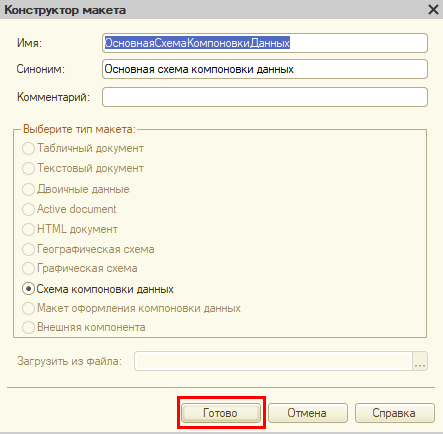 Конструктор макета
Имя: ОсновнаяСхемаКомпоновкиДанных
Синоним: Основная схема компоновки данных
Комментарий:
Выберите тип макета:
Табличный документ
Текстовый документ
Двоичные данные
Active document
HTML документ
Географическая схема
Графическая схема
Схема компоновки данных
Макет оформления компоновки данных
Внешняя компонента
Загрузить из файла: ...
Готово Отмена Справка